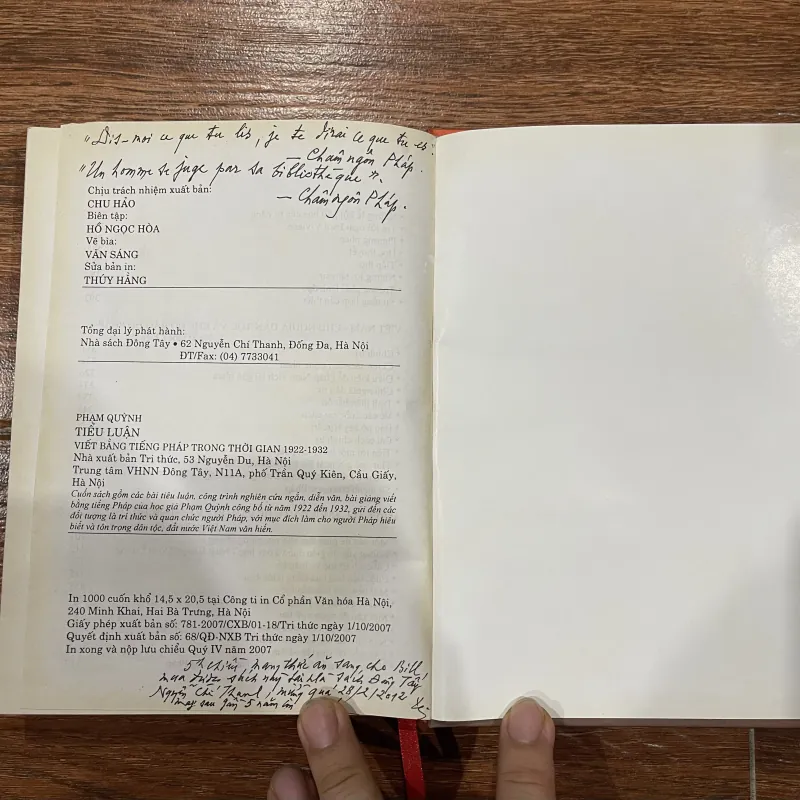 "Dis-moi ce que tu lis, je te dirai ce que tu es".
— Châm ngôn Pháp.
"Un homme se juge par sa bibliothèque".
— Châm ngôn Pháp.
Chịu trách nhiệm xuất bản:
CHU HẢO
Biên tập:
HỒ NGỌC HÒA
Vẽ bìa:
VĂN SÁNG
Sửa bản in:
THÚY HẰNG
Tổng đại lý phát hành:
Nhà sách Đông Tây • 62 Nguyễn Chí Thanh, Đống Đa, Hà Nội
ĐT/Fax: (04) 7733041
PHẠM QUỲNH
TIỂU LUẬN
VIẾT BẰNG TIẾNG PHÁP TRONG THỜI GIAN 1922-1932
Nhà xuất bản Tri thức, 53 Nguyễn Du, Hà Nội
Trung tâm VHNN Đông Tây, N11A, phố Trần Quý Kiên, Cầu Giấy,
Hà Nội
Cuốn sách gồm các bài tiểu luận, công trình nghiên cứu ngắn, diễn văn, bài giảng viết
bằng tiếng Pháp của học giả Phạm Quỳnh công bố từ năm 1922 đến 1932, gửi đến các
đối tượng là trí thức và quan chức người Pháp, với mục đích làm cho người Pháp hiểu
biết và tôn trọng dân tộc, đất nước Việt Nam văn hiến.
In 1000 cuốn khổ 14,5 x 20,5 tại Công ti in Cổ phần Văn hóa Hà Nội,
240 Minh Khai, Hai Bà Trưng, Hà Nội
Giấy phép xuất bản số: 781-2007/CXB/01-18/Tri thức ngày 1/10/2007
Quyết định xuất bản số: 68/QĐ-NXB Tri thức ngày 1/10/2007
In xong và nộp lưu chiểu Quý IV năm 2007
5h chiều, mang thức ăn sang cho Bill
mua được sách này tại nhà sách Đông Tây
Nguyễn Chí Thanh, mừng quá 28/2/2012
may sau gần 5 năm